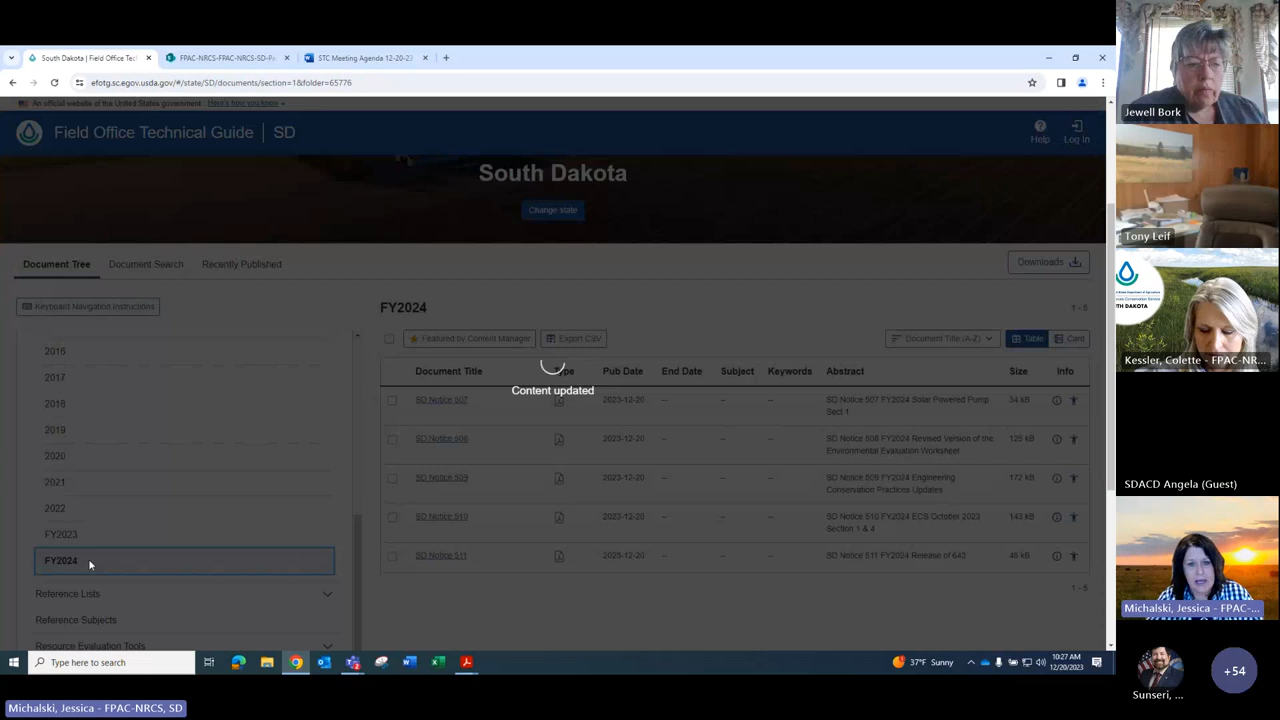 South Dakota | Field Office Tec
FPAC-NRCS-FPAC-NRCS-SD-Pa
STC Meeting Agenda 12-20-23
efotg.sc.egov.usda.gov/#/state/SD/documents/section=1&folder=65776
An official website of the United States government Here's how you know
Field Office Technical Guide | SD
Help
Log In
South Dakota
Change state
Document Tree
Document Search
Recently Published
Downloads
Keyboard Navigation Instructions
2016
2017
2018
2019
2020
2021
2022
FY2023
FY2024
Reference Lists
Reference Subjects
Resource Evaluation Tools
FY2024
1 - 5
Featured by Content Manager
Export CSV
Document Title (A-Z)
Table
Card
Document Title Type Pub Date End Date Subject Keywords Abstract Size Info
SD Notice 507 2023-12-20 -- -- -- SD Notice 507 FY2024 Solar Powered Pump 34 kB
Sect 1
SD Notice 508 2023-12-20 -- -- -- SD Notice 508 FY2024 Revised Version of the 125 kB
Environmental Evaluation Worksheet
SD Notice 509 2023-12-20 -- -- -- SD Notice 509 FY2024 Engineering 172 kB
Conservation Practices Updates
SD Notice 510 2023-12-20 -- -- -- SD Notice 510 FY2024 ECS October 2023 143 kB
Section 1 & 4
SD Notice 511 2023-12-20 -- -- -- SD Notice 511 FY2024 Release of 643 45 kB
1 - 5
Content updated
Type here to search
37°F Sunny
10:27 AM
12/20/2023
Michalski, Jessica - FPAC-NRCS, SD
Jewell Bork
Tony Leif
Kessler, Colette - FPAC-NR...
SDACD Angela (Guest)
Michalski, Jessica - FPAC-...
Sunseri, ...
+54